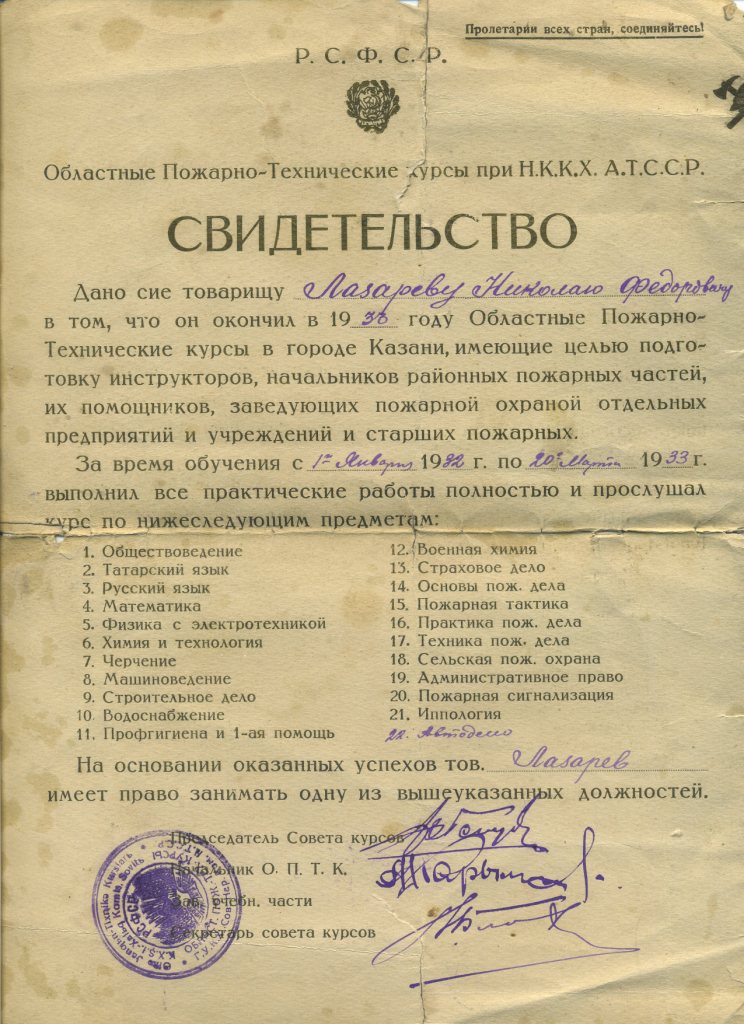 Пролетарии всех стран, соединяйтесь!
Р. С. Ф. С. Р.
Областные Пожарно-Технические курсы при Н.К.К.Х. А.Т.С.С.Р.
СВИДЕТЕЛЬСТВО
Дано сие товарищу Лазареву Николаю Федоровичу
в том, что он окончил в 1933 году Областные Пожарно-
Технические курсы в городе Казани, имеющие целью подго-
товку инструкторов, начальников районных пожарных частей,
их помощников, заведующих пожарной охраной отдельных
предприятий и учреждений и старших пожарных.
За время обучения с 1го Января 1932 г. по 20е Марта 1933 г.
выполнил все практические работы полностью и прослушал
курс по нижеследующим предметам:
1. Обществоведение
2. Татарский язык
3. Русский язык
4. Математика
5. Физика с электротехникой
6. Химия и технология
7. Черчение
8. Машиноведение
9. Строительное дело
10. Водоснабжение
11. Профгигиена и 1-ая помощь
12. Военная химия
13. Страховое дело
14. Основы пож. дела
15. Пожарная тактика
16. Практика пож. дела
17. Техника пож. дела
18. Сельская пож. охрана
19. Административное право
20. Пожарная сигнализация
21. Иппология
22. Автодело
На основании оказанных успехов тов. Лазарев
имеет право занимать одну из вышеуказанных должностей.
Председатель Совета курсов
Начальник О. П. Т. К.
Зав. учебн. части
Секретарь совета курсов
РСФСР